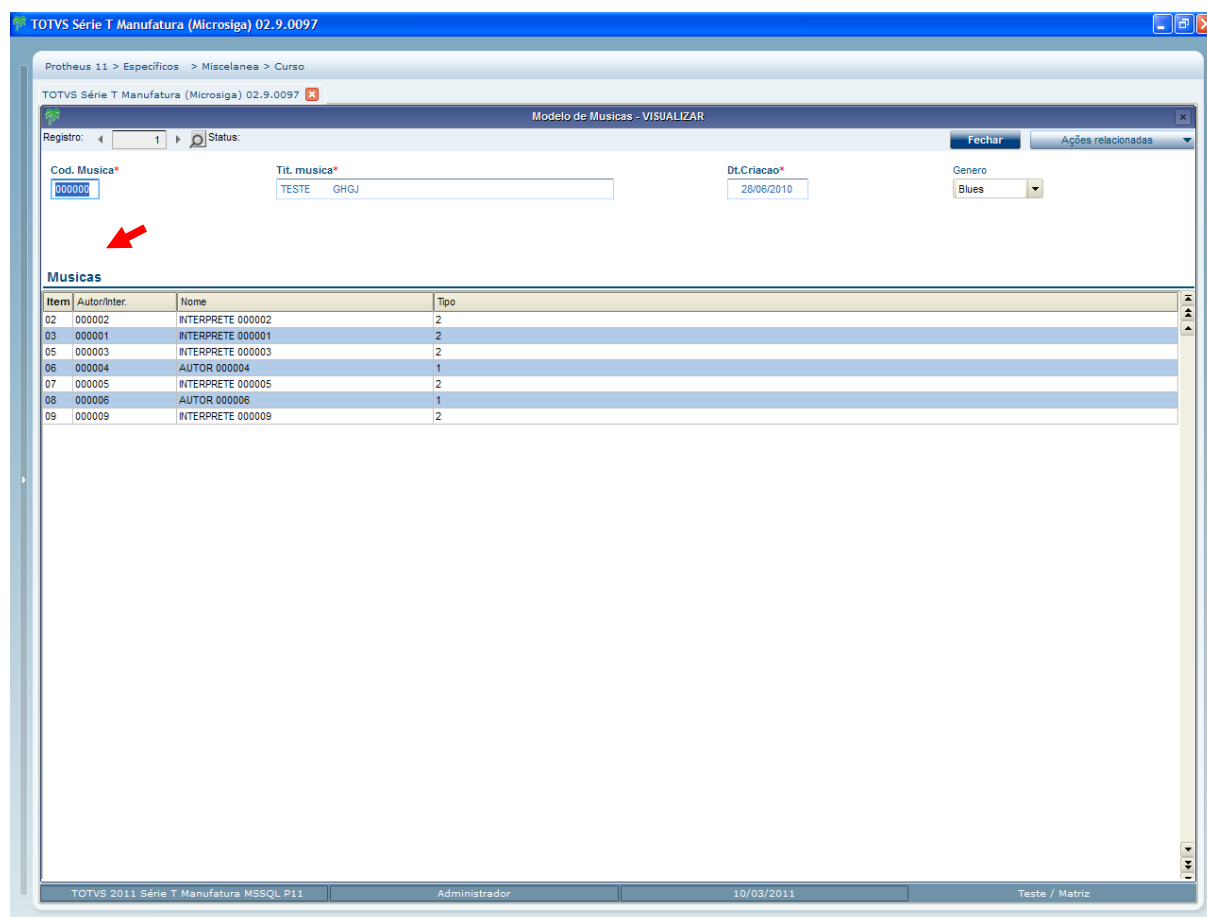 TOTVS Série T Manufatura (Microsiga) 02.9.0097
Protheus 11 > Específicos > Miscelanea > Curso
TOTVS Série T Manufatura (Microsiga) 02.9.0097
Modelo de Musicas - VISUALIZAR
Registro: 1 Status: Fechar Ações relacionadas
Cod. Musica* Tit. musica* Dt.Criacao* Genero
000000 TESTE GHGJ 28/06/2010 Blues
Musicas
Item Autor/Inter. Nome Tipo
02 000002 INTERPRETE 000002 2
03 000001 INTERPRETE 000001 2
05 000003 INTERPRETE 000003 2
06 000004 AUTOR 000004 1
07 000005 INTERPRETE 000005 2
08 000006 AUTOR 000006 1
09 000009 INTERPRETE 000009 2
TOTVS 2011 Série T Manufatura MSSQL P11 Administrador 10/03/2011 Teste / Matriz